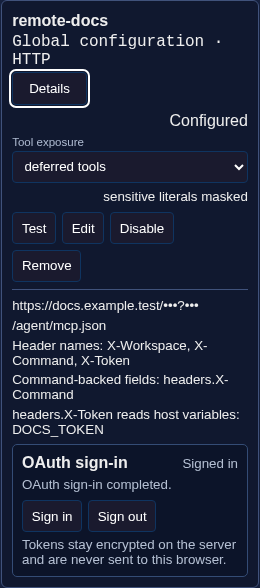 remote-docs
Global configuration ·
HTTP
Details
Configured
Tool exposure
deferred tools
sensitive literals masked
Test Edit Disable
Remove
https://docs.example.test/•••?•••
/agent/mcp.json
Header names: X-Workspace, X-
Command, X-Token
Command-backed fields: headers.X-
Command
headers.X-Token reads host variables:
DOCS_TOKEN
OAuth sign-in Signed in
OAuth sign-in completed.
Sign in Sign out
Tokens stay encrypted on the server
and are never sent to this browser.